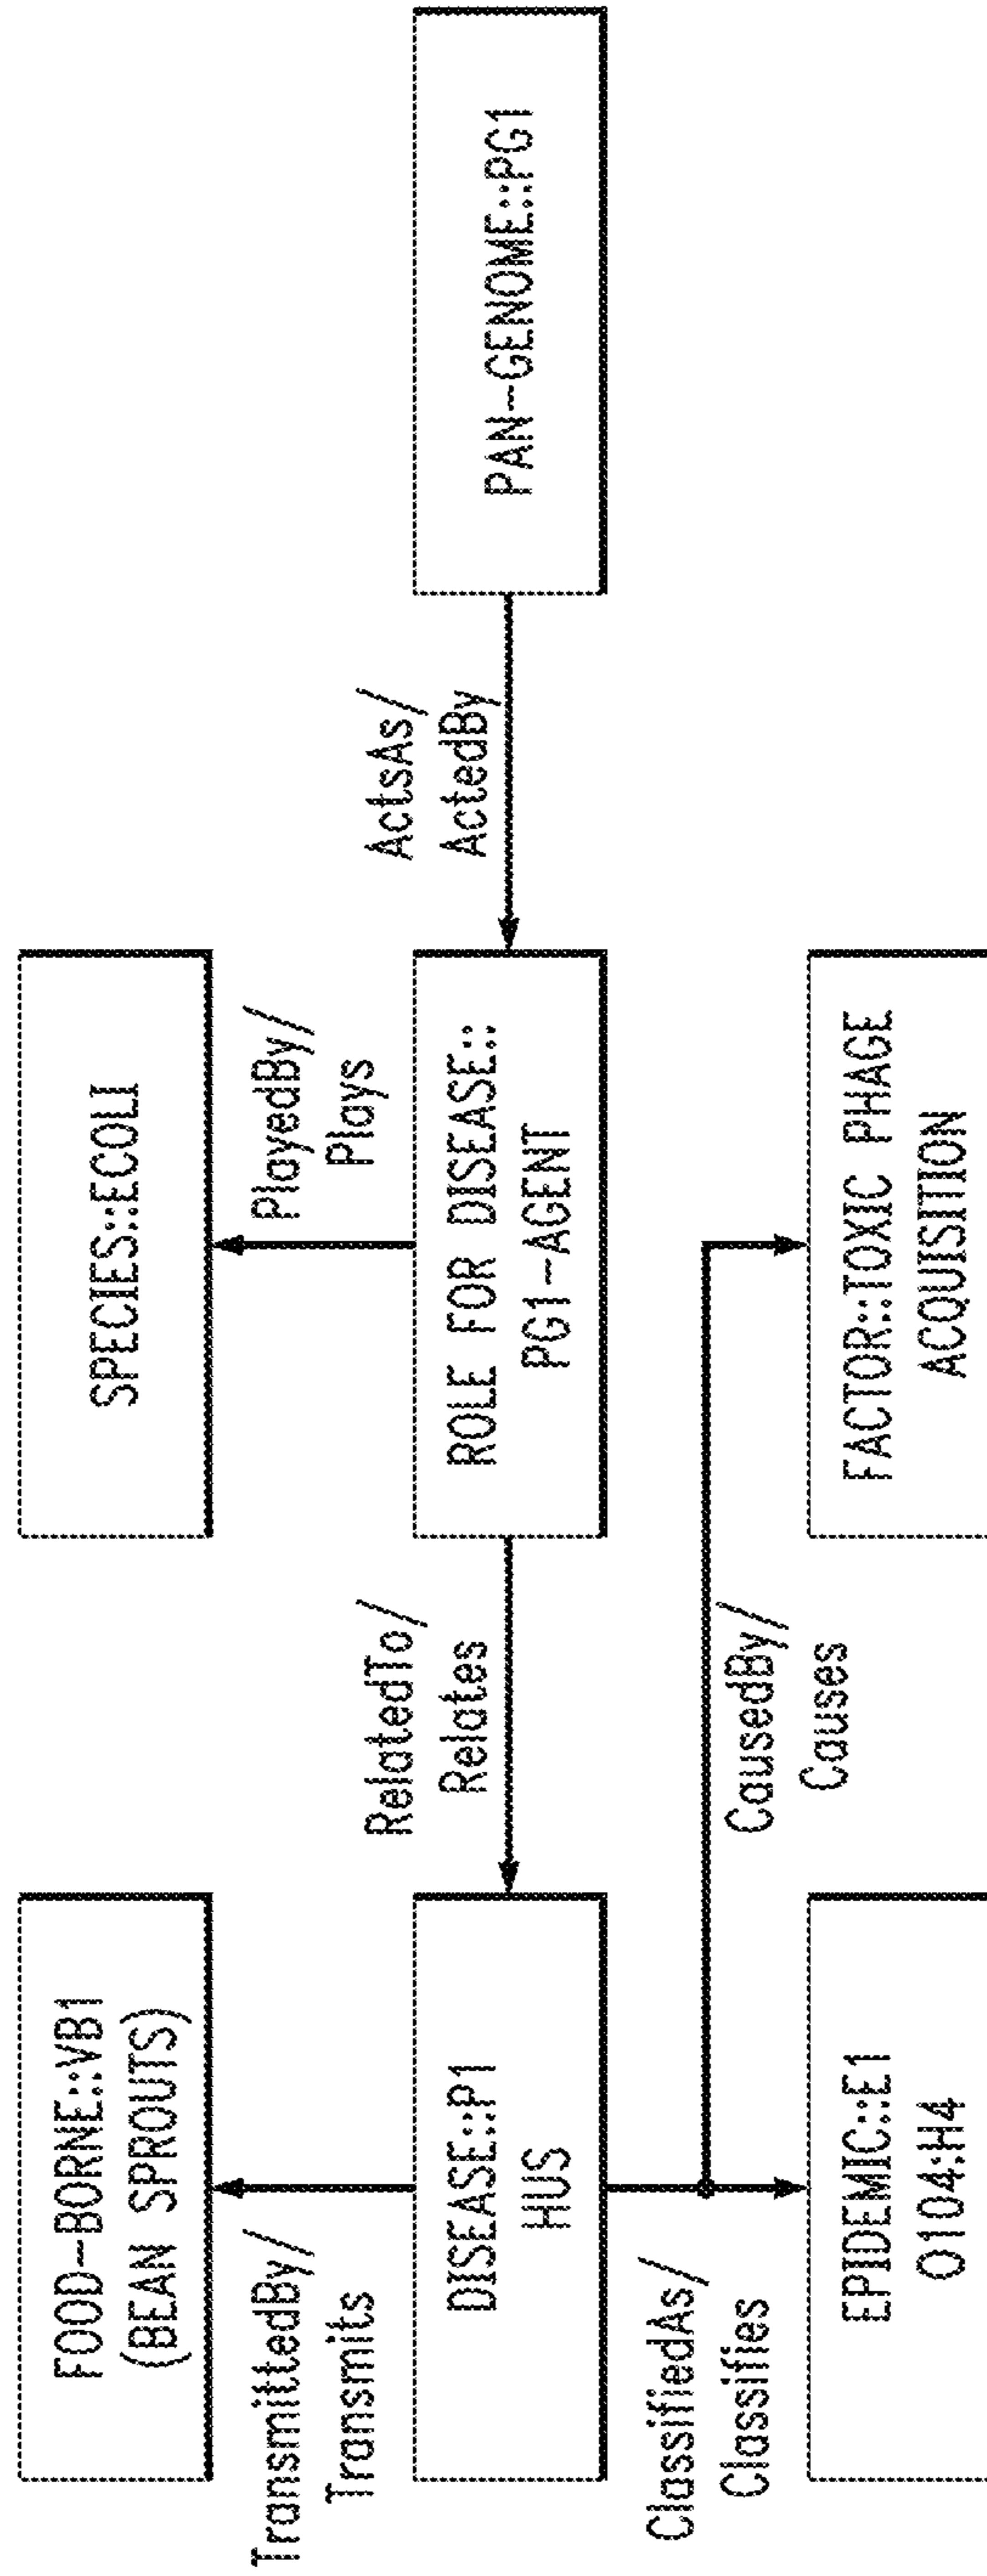 FOOD-BORNE::VB1
(BEAN SPROUTS)
SPECIES::ECOLI
TransmittedBy/
Transmits
PlayedBy/
Plays
DISEASE::P1
HUS
RelatedTo/
Relates
ROLE FOR DISEASE::
PG1-AGENT
ActsAs/
ActedBy
PAN-GENOME::PG1
ClassifiedAs/
Classifies
CausedBy/
Causes
EPIDEMIC::E1
O104:H4
FACTOR::TOXIC PHAGE
ACQUISITION